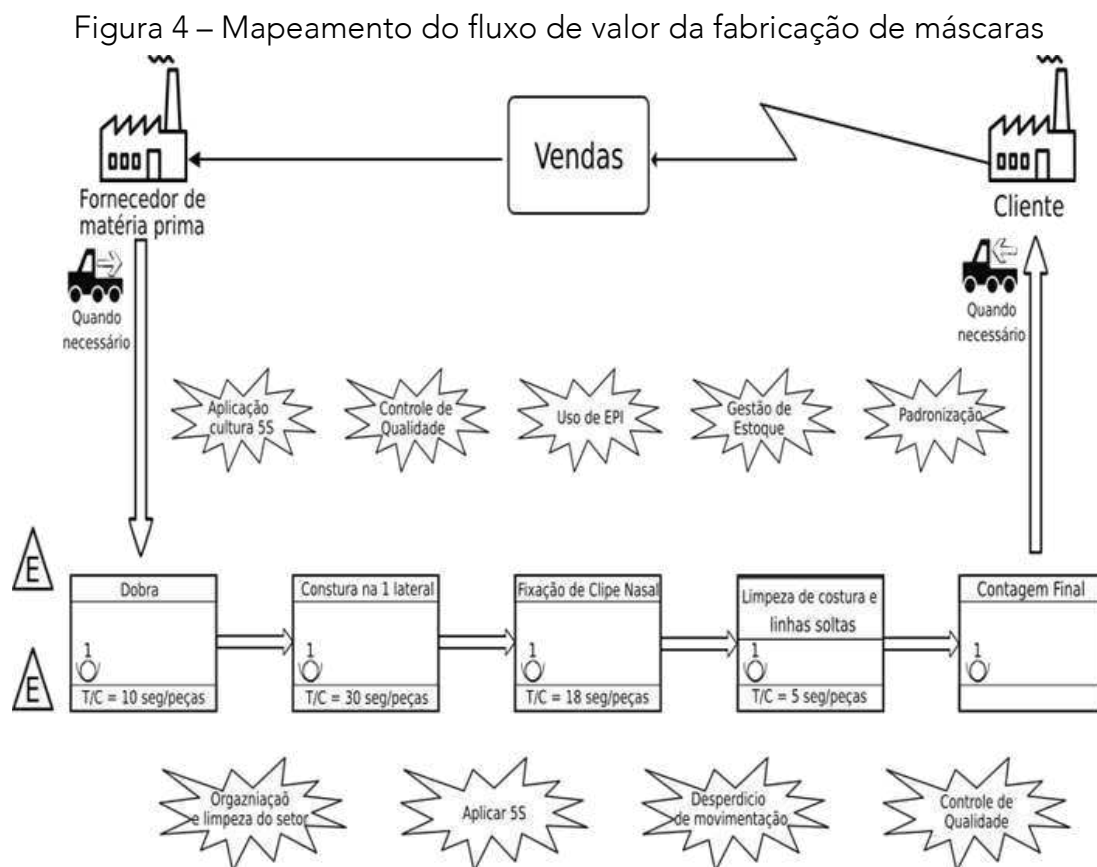 Figura 4 – Mapeamento do fluxo de valor da fabricação de máscaras
Vendas
Fornecedor de
matéria prima
Cliente
Quando
necessário
Quando
necessário
Aplicação
cultura 5S
Controle de
Qualidade
Uso de EPI
Gestão de
Estoque
Padronização
E
Dobra
1
T/C = 10 seg/peças
Constura na 1 lateral
1
T/C = 30 seg/peças
Fixação de Clipe Nasal
1
T/C = 18 seg/peças
Limpeza de costura e
linhas soltas
1
T/C = 5 seg/peças
Contagem Final
1
E
Orgazniaçaõ
e limpeza do setor
Aplicar 5S
Desperdicio
de movimentação
Controle de
Qualidade